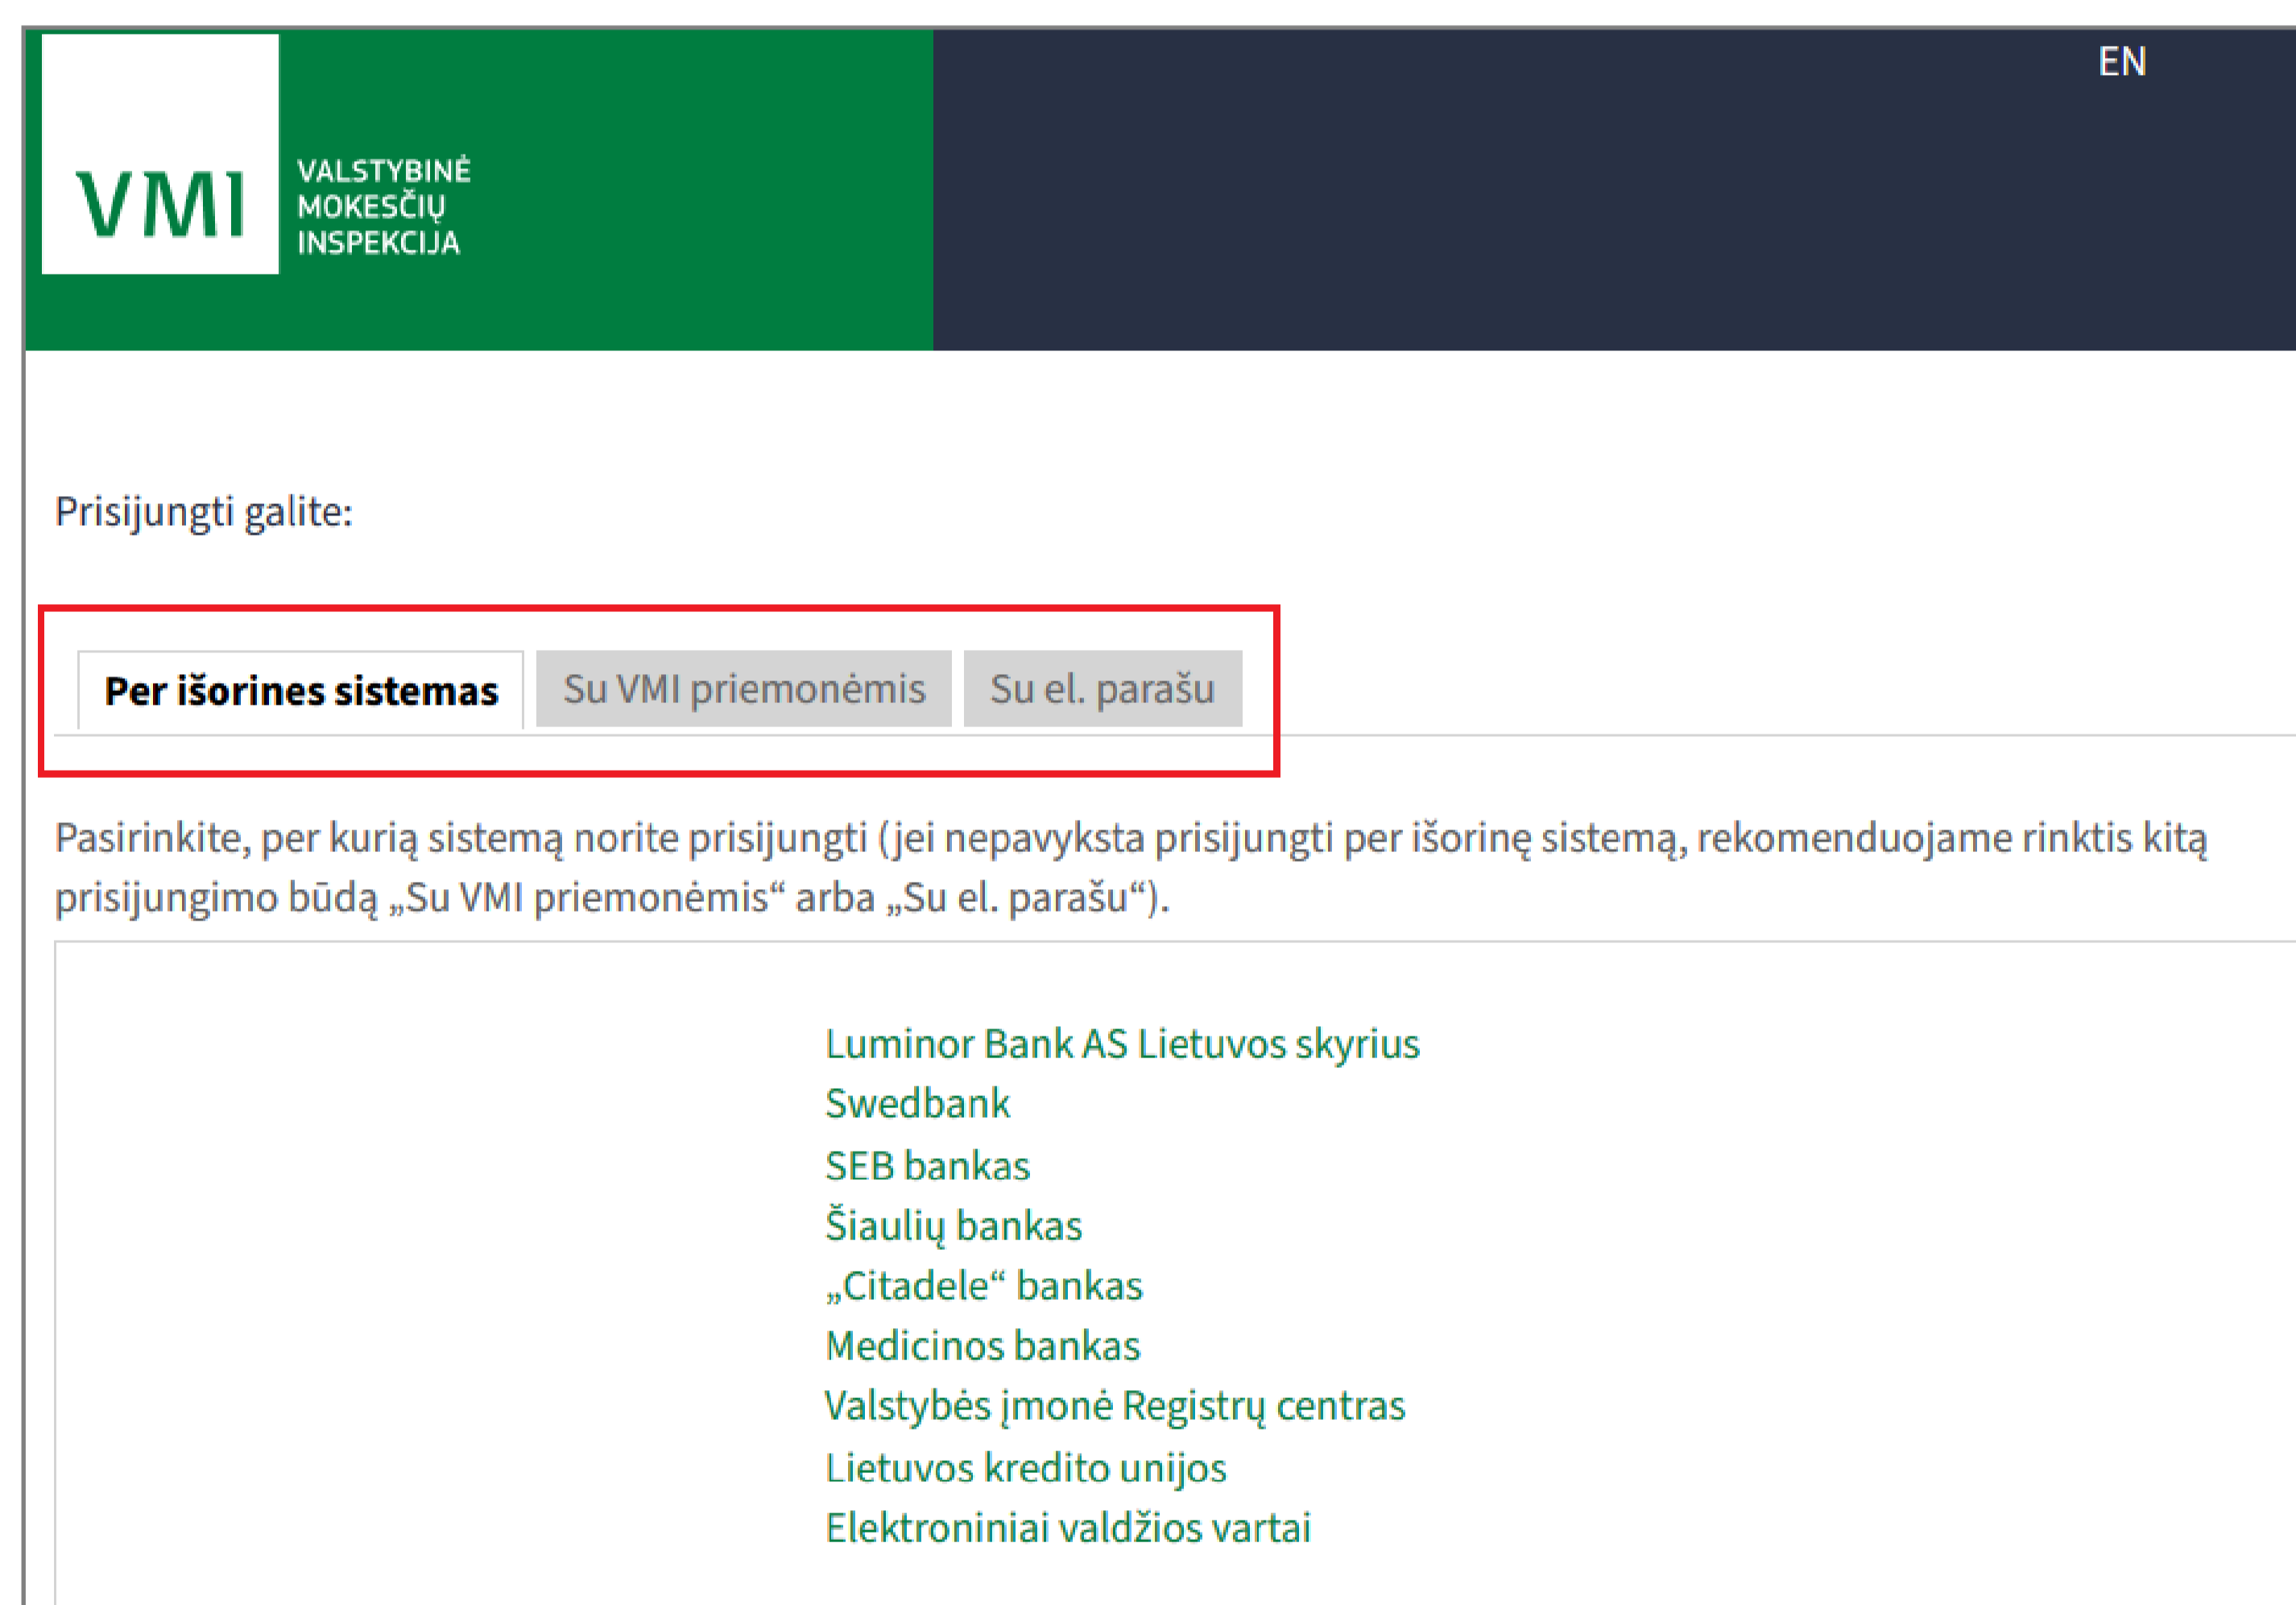 EN
VMI
VALSTYBINĖ
MOKESČIŲ
INSPEKCIJA
Prisijungti galite:
Per išorines sistemas Su VMI priemonėmis Su el. parašu
Pasirinkite, per kurią sistemą norite prisijungti (jei nepavyksta prisijungti per išorinę sistemą, rekomenduojame rinktis kitą
prisijungimo būdą „Su VMI priemonėmis“ arba „Su el. parašu“).
Luminor Bank AS Lietuvos skyrius
Swedbank
SEB bankas
Šiaulių bankas
„Citadele“ bankas
Medicinos bankas
Valstybės įmonė Registrų centras
Lietuvos kredito unijos
Elektroniniai valdžios vartai